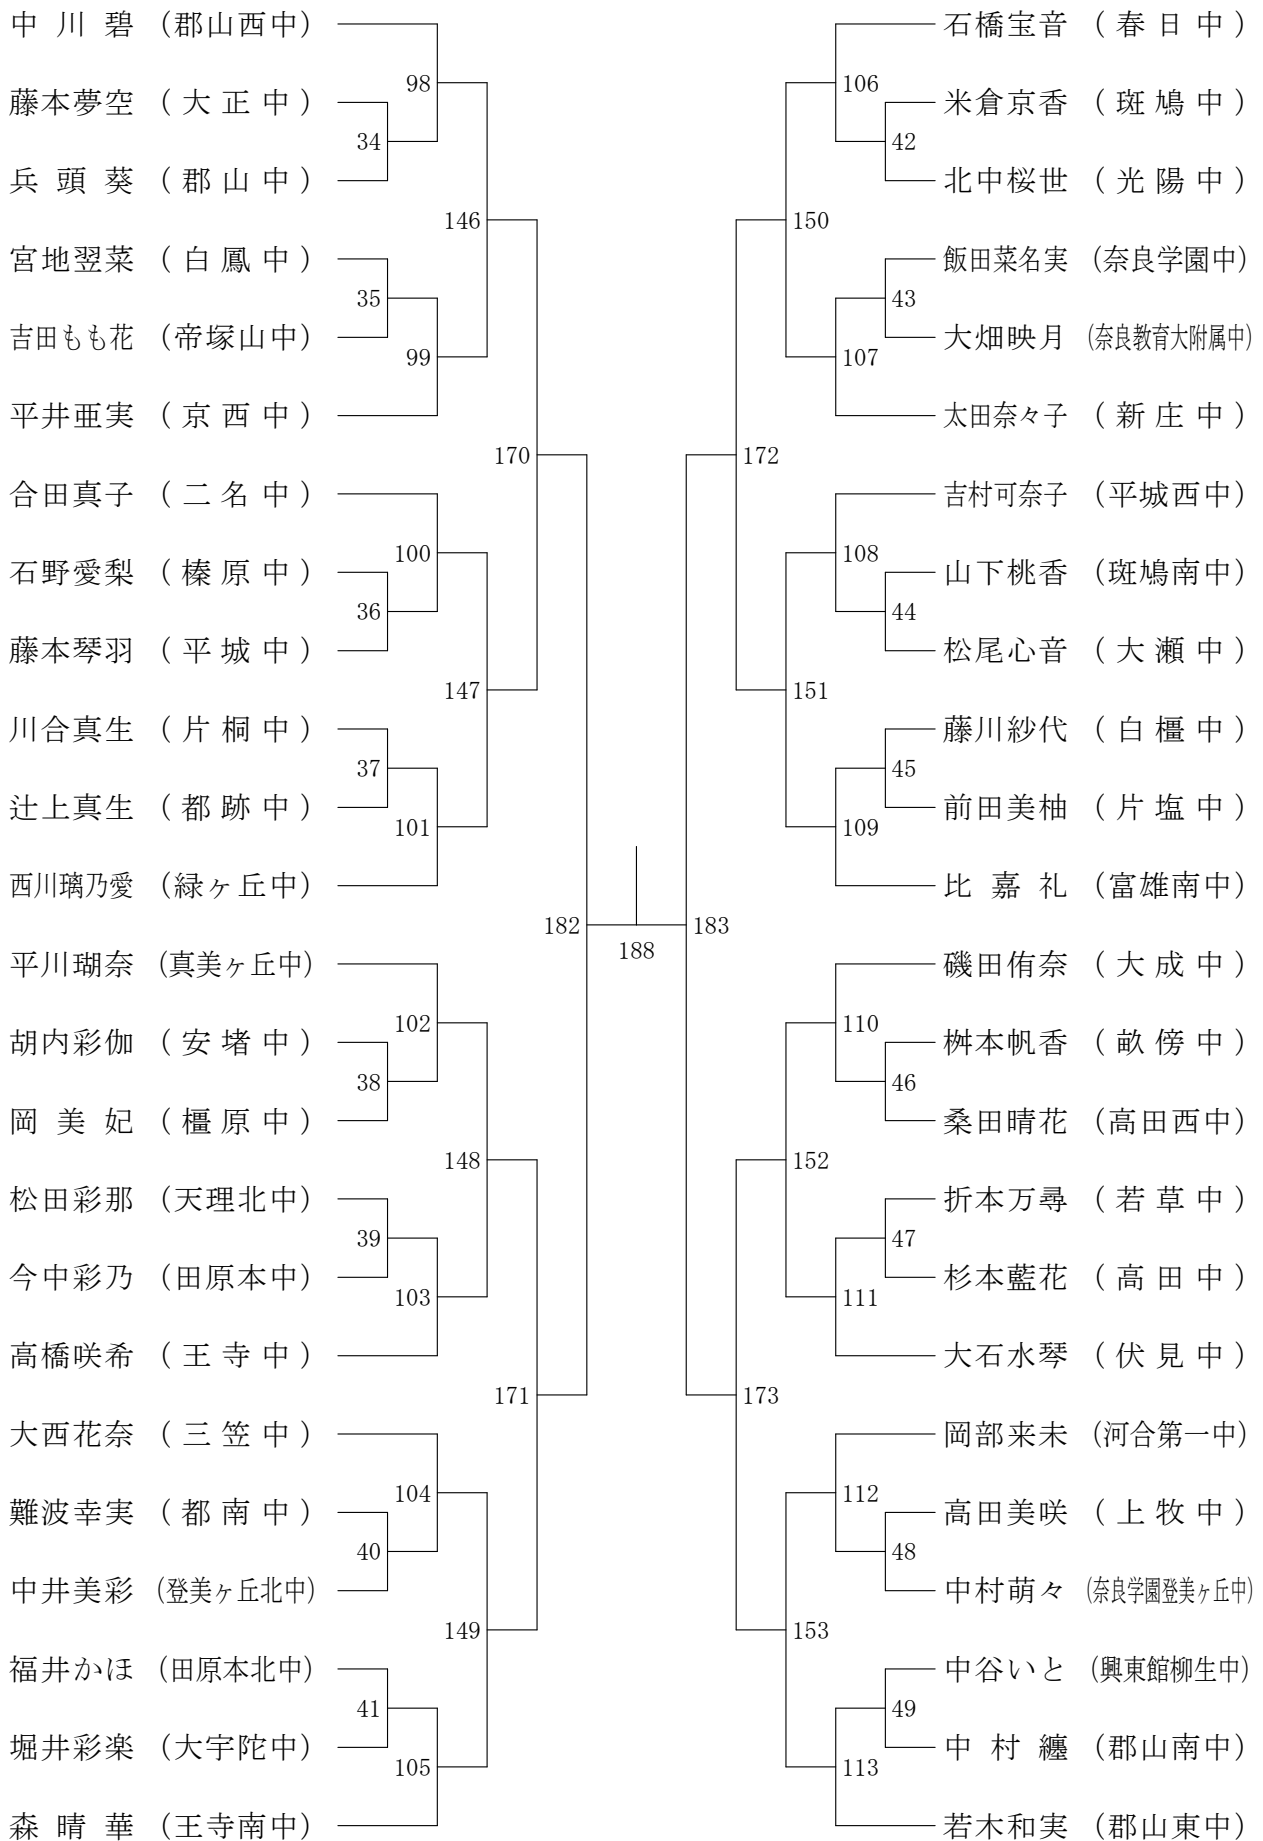 中川碧 (郡山西中)
98
藤本夢空 (大正中)
34
兵頭葵 (郡山中)
146
宮地翌菜 (白鳳中)
35
吉田もも花 (帝塚山中)
99
平井亜実 (京西中)
170
合田真子 (二名中)
100
石野愛梨 (榛原中)
36
藤本琴羽 (平城中)
147
川合真生 (片桐中)
37
辻上真生 (都跡中)
101
西川璃乃愛 (緑ヶ丘中)
182
平川瑚奈 (真美ヶ丘中)
102
胡内彩伽 (安堵中)
38
岡美妃 (橿原中)
148
松田彩那 (天理北中)
39
今中彩乃 (田原本中)
103
高橋咲希 (王寺中)
171
大西花奈 (三笠中)
104
難波幸実 (都南中)
40
中井美彩 (登美ヶ丘北中)
149
福井かほ (田原本北中)
41
堀井彩楽 (大宇陀中)
105
森晴華 (王寺南中)
188
石橋宝音 (春日中)
106
米倉京香 (斑鳩中)
42
北中桜世 (光陽中)
150
飯田菜名実 (奈良学園中)
43
大畑映月 (奈良教育大附属中)
107
太田奈々子 (新庄中)
172
吉村可奈子 (平城西中)
108
山下桃香 (斑鳩南中)
44
松尾心音 (大瀬中)
151
藤川紗代 (白橿中)
45
前田美柚 (片塩中)
109
比嘉礼 (富雄南中)
183
磯田侑奈 (大成中)
110
桝本帆香 (畝傍中)
46
桑田晴花 (高田西中)
152
折本万尋 (若草中)
47
杉本藍花 (高田中)
111
大石水琴 (伏見中)
173
岡部来未 (河合第一中)
112
高田美咲 (上牧中)
48
中村萌々 (奈良学園登美ヶ丘中)
153
中谷いと (興東館柳生中)
49
中村纏 (郡山南中)
113
若木和実 (郡山東中)